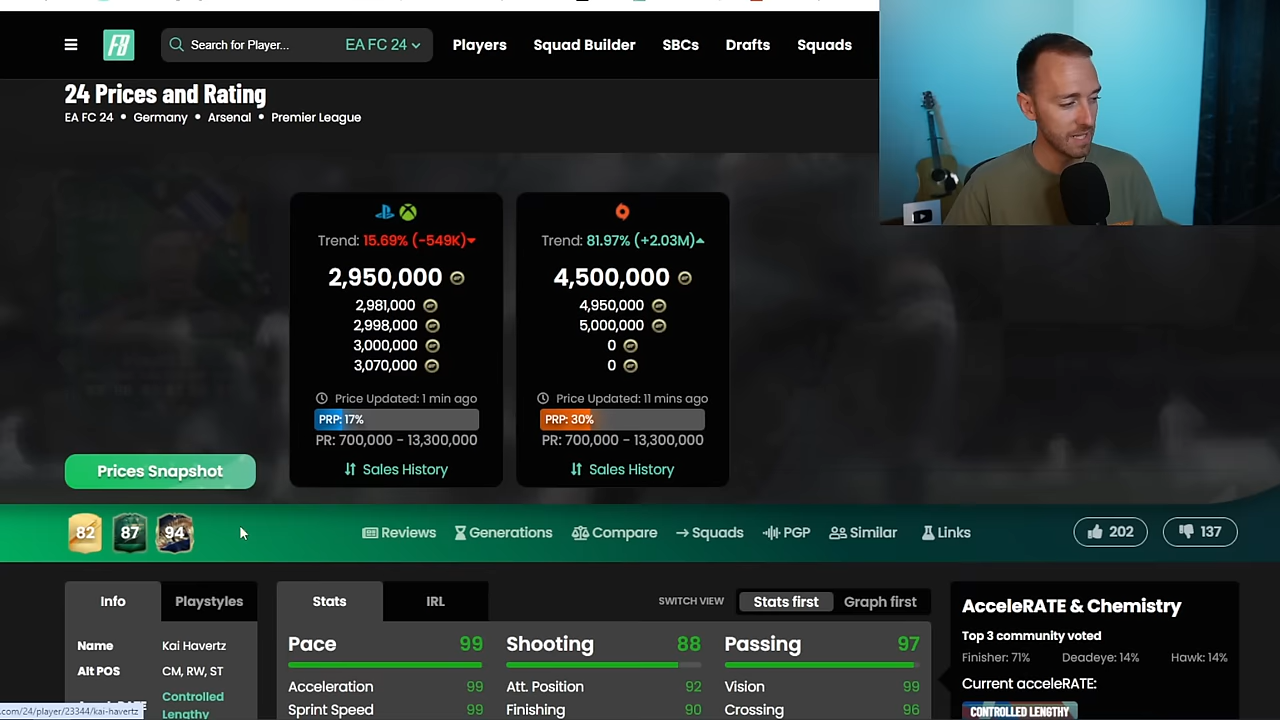 FB
Search for Player...
EA FC 24
Players
Squad Builder
SBCs
Drafts
Squads
24 Prices and Rating
EA FC 24 • Germany • Arsenal • Premier League
Trend: 15.69% (-549K)
2,950,000
2,981,000
2,998,000
3,000,000
3,070,000
Price Updated: 1 min ago
PRP: 17%
PR: 700,000 - 13,300,000
Sales History
Trend: 81.97% (+2.03M)
4,500,000
4,950,000
5,000,000
0
0
Price Updated: 11 mins ago
PRP: 30%
PR: 700,000 - 13,300,000
Sales History
Prices Snapshot
82
87
94
Reviews
Generations
Compare
Squads
PGP
Similar
Links
202
137
Info
Playstyles
Name Kai Havertz
Alt POS CM, RW, ST
Controlled
Lengthy
Stats
IRL
SWITCH VIEW
Stats first
Graph first
Pace 99
Acceleration 99
Sprint Speed 99
Shooting 88
Att. Position 92
Finishing 90
Passing 97
Vision 99
Crossing 96
AcceleRATE & Chemistry
Top 3 community voted
Finisher: 71% Deadeye: 14% Hawk: 14%
Current acceleRATE:
CONTROLLED LENGTHY
.com/24/player/23344/kai-havertz